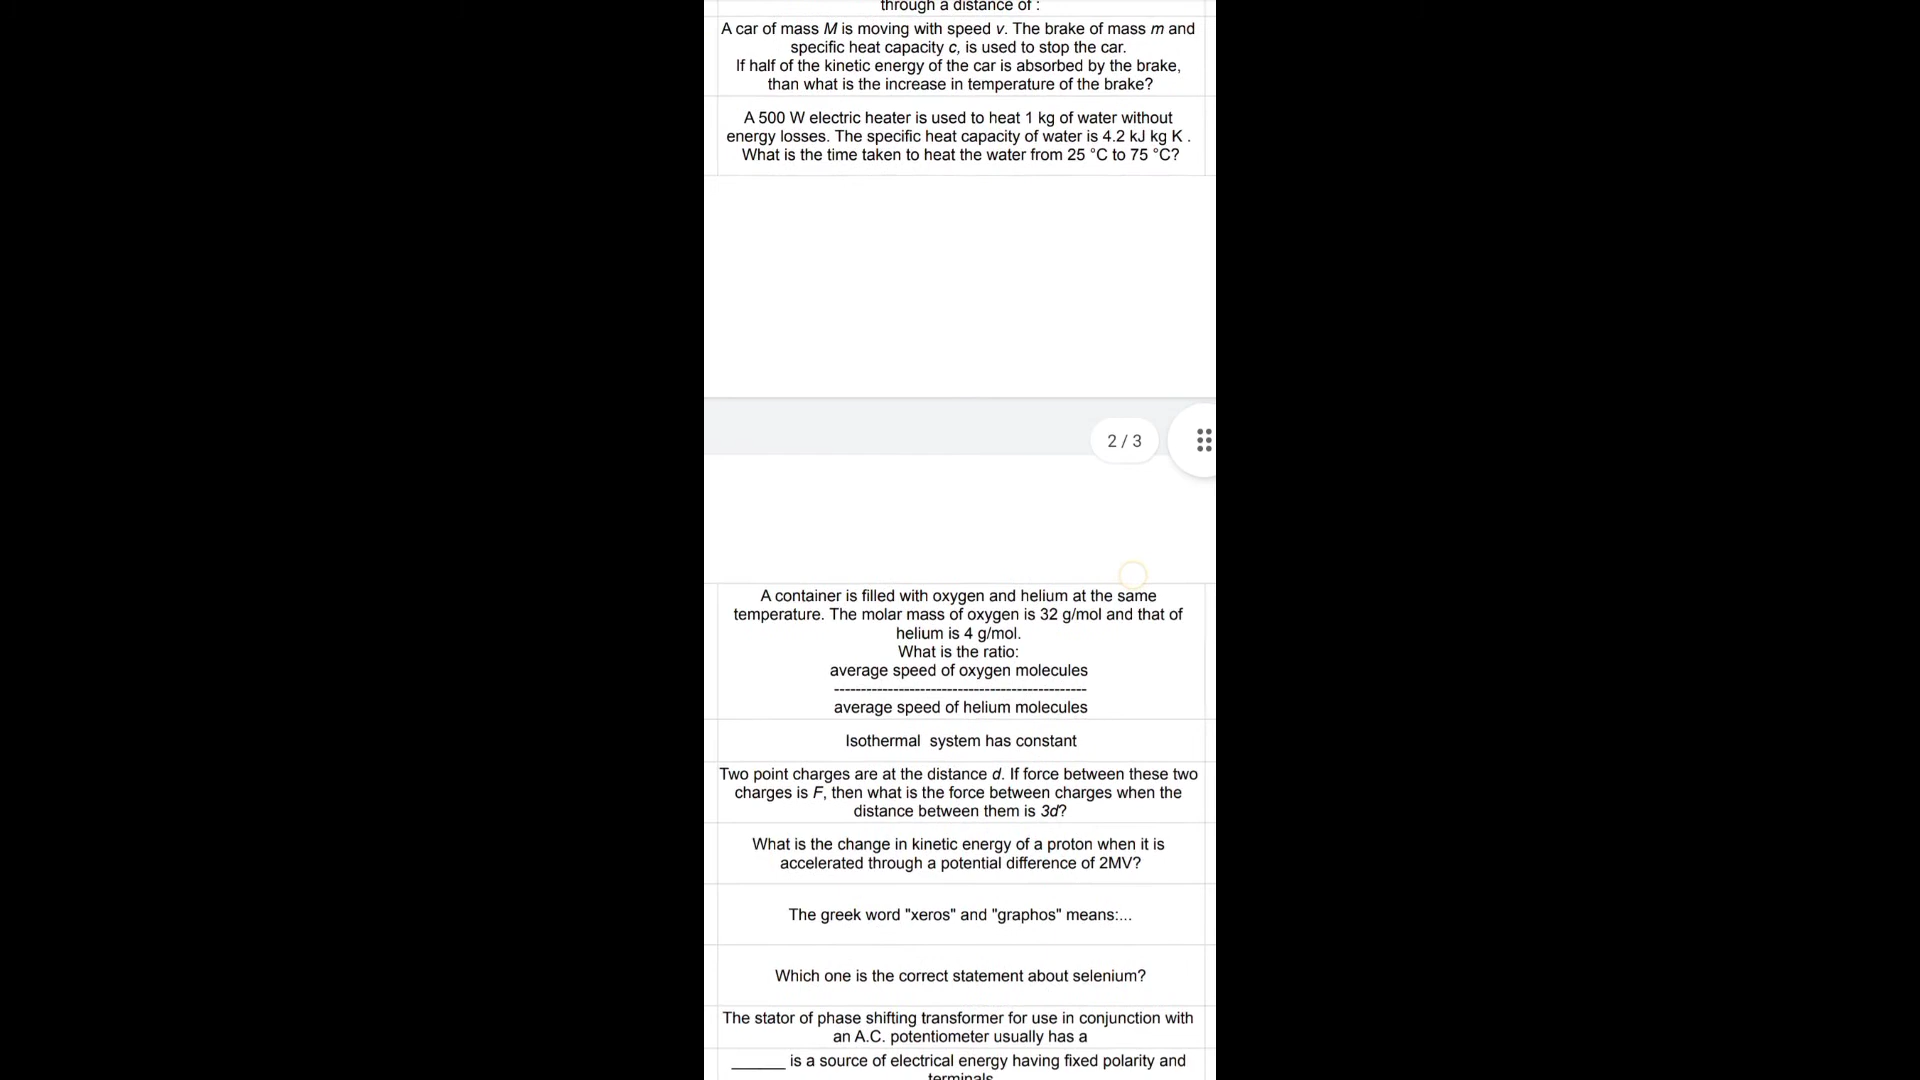 through a distance of :
A car of mass M is moving with speed v. The brake of mass m and
specific heat capacity c, is used to stop the car.
If half of the kinetic energy of the car is absorbed by the brake,
than what is the increase in temperature of the brake?
A 500 W electric heater is used to heat 1 kg of water without
energy losses. The specific heat capacity of water is 4.2 kJ kg K .
What is the time taken to heat the water from 25 °C to 75 °C?
2 / 3
A container is filled with oxygen and helium at the same
temperature. The molar mass of oxygen is 32 g/mol and that of
helium is 4 g/mol.
What is the ratio:
average speed of oxygen molecules
-----------------------------------------------
average speed of helium molecules
Isothermal  system has constant
Two point charges are at the distance d. If force between these two
charges is F, then what is the force between charges when the
distance between them is 3d?
What is the change in kinetic energy of a proton when it is
accelerated through a potential difference of 2MV?
The greek word "xeros" and "graphos" means:...
Which one is the correct statement about selenium?
The stator of phase shifting transformer for use in conjunction with
an A.C. potentiometer usually has a
______ is a source of electrical energy having fixed polarity and
terminals